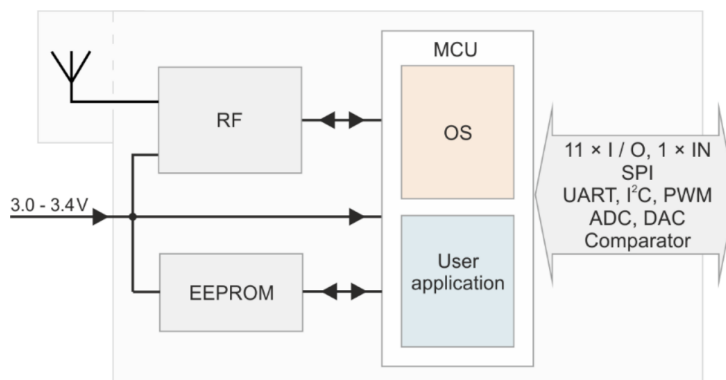 MCU
RF
OS
11 × I / O, 1 × IN
SPI
UART, I²C, PWM
ADC, DAC
Comparator
3.0 - 3.4 V
User
application
EEPROM